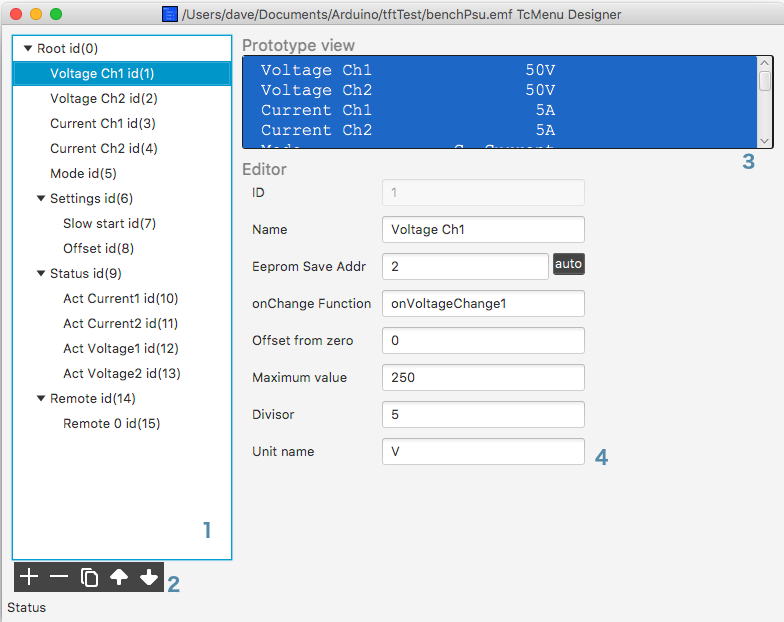 /Users/dave/Documents/Arduino/tftTest/benchPsu.emf TcMenu Designer
Root id(0)
Voltage Ch1 id(1)
Voltage Ch2 id(2)
Current Ch1 id(3)
Current Ch2 id(4)
Mode id(5)
Settings id(6)
Slow start id(7)
Offset id(8)
Status id(9)
Act Current1 id(10)
Act Current2 id(11)
Act Voltage1 id(12)
Act Voltage2 id(13)
Remote id(14)
Remote 0 id(15)
1
2
Status
Prototype view
Voltage Ch1 50V
Voltage Ch2 50V
Current Ch1 5A
Current Ch2 5A
3
Editor
ID 1
Name Voltage Ch1
Eeprom Save Addr 2 auto
onChange Function onVoltageChange1
Offset from zero 0
Maximum value 250
Divisor 5
Unit name V
4